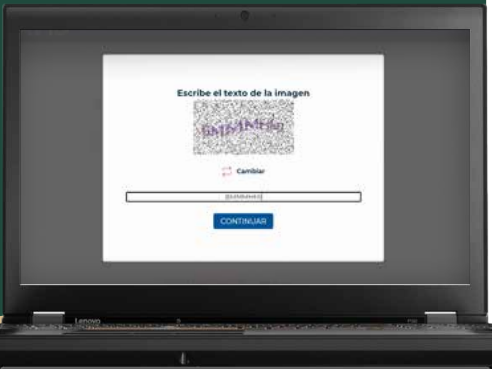 Escribe el texto de la imagen
Cambiar
CONTINUAR
Lenovo